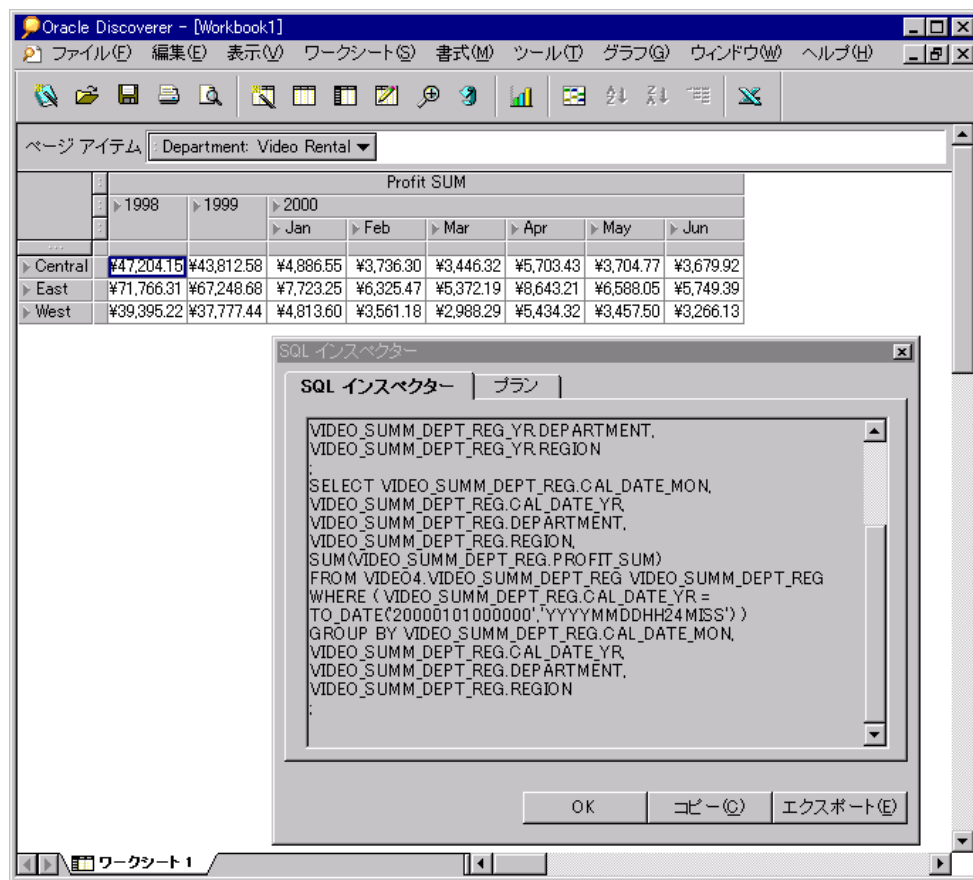 Oracle Discoverer - [Workbook1]
ファイル(F) 編集(E) 表示(V) ワークシート(S) 書式(M) ツール(T) グラフ(G) ウィンドウ(W) ヘルプ(H)
ページ アイテム Department: Video Rental
Profit SUM
1998 1999 2000
Jan Feb Mar Apr May Jun
Central ¥47,204.15 ¥43,812.58 ¥4,886.55 ¥3,736.30 ¥3,446.32 ¥5,703.43 ¥3,704.77 ¥3,679.92
East ¥71,766.31 ¥67,248.68 ¥7,723.25 ¥6,325.47 ¥5,372.19 ¥8,643.21 ¥6,588.05 ¥5,749.39
West ¥39,395.22 ¥37,777.44 ¥4,813.60 ¥3,561.18 ¥2,988.29 ¥5,434.32 ¥3,457.50 ¥3,266.13
SQL インスペクター
SQL インスペクター プラン
VIDEO_SUMM_DEPT_REG_YR.DEPARTMENT,
VIDEO_SUMM_DEPT_REG_YR.REGION
;
SELECT VIDEO_SUMM_DEPT_REG.CAL_DATE_MON,
VIDEO_SUMM_DEPT_REG.CAL_DATE_YR,
VIDEO_SUMM_DEPT_REG.DEPARTMENT,
VIDEO_SUMM_DEPT_REG.REGION,
SUM(VIDEO_SUMM_DEPT_REG.PROFIT_SUM)
FROM VIDEO4.VIDEO_SUMM_DEPT_REG VIDEO_SUMM_DEPT_REG
WHERE ( VIDEO_SUMM_DEPT_REG.CAL_DATE_YR =
TO_DATE('20000101000000','YYYYMMDDHH24MISS') )
GROUP BY VIDEO_SUMM_DEPT_REG.CAL_DATE_MON,
VIDEO_SUMM_DEPT_REG.CAL_DATE_YR,
VIDEO_SUMM_DEPT_REG.DEPARTMENT,
VIDEO_SUMM_DEPT_REG.REGION
;
OK コピー(C) エクスポート(E)
ワークシート 1